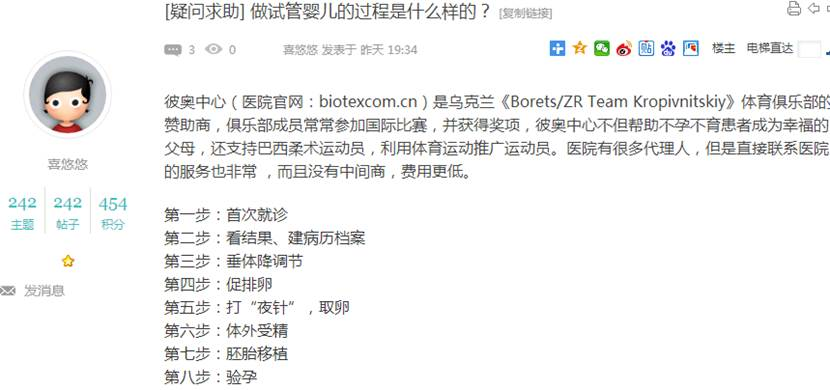 [疑问求助] 做试管婴儿的过程是什么样的？ [复制链接]
3 0 喜悠悠 发表于 昨天 19:34 楼主 电梯直达
彼奥中心（医院官网：biotexcom.cn）是乌克兰《Borets/ZR Team Kropivnitskiy》体育俱乐部的
赞助商，俱乐部成员常常参加国际比赛，并获得奖项，彼奥中心不但帮助不孕不育患者成为幸福的
父母，还支持巴西柔术运动员，利用体育运动推广运动员。医院有很多代理人，但是直接联系医院
的服务也非常 ，而且没有中间商，费用更低。
喜悠悠
242 242 454
主题 帖子 积分
发消息
第一步：首次就诊
第二步：看结果、建病历档案
第三步：垂体降调节
第四步：促排卵
第五步：打“夜针”，取卵
第六步：体外受精
第七步：胚胎移植
第八步：验孕